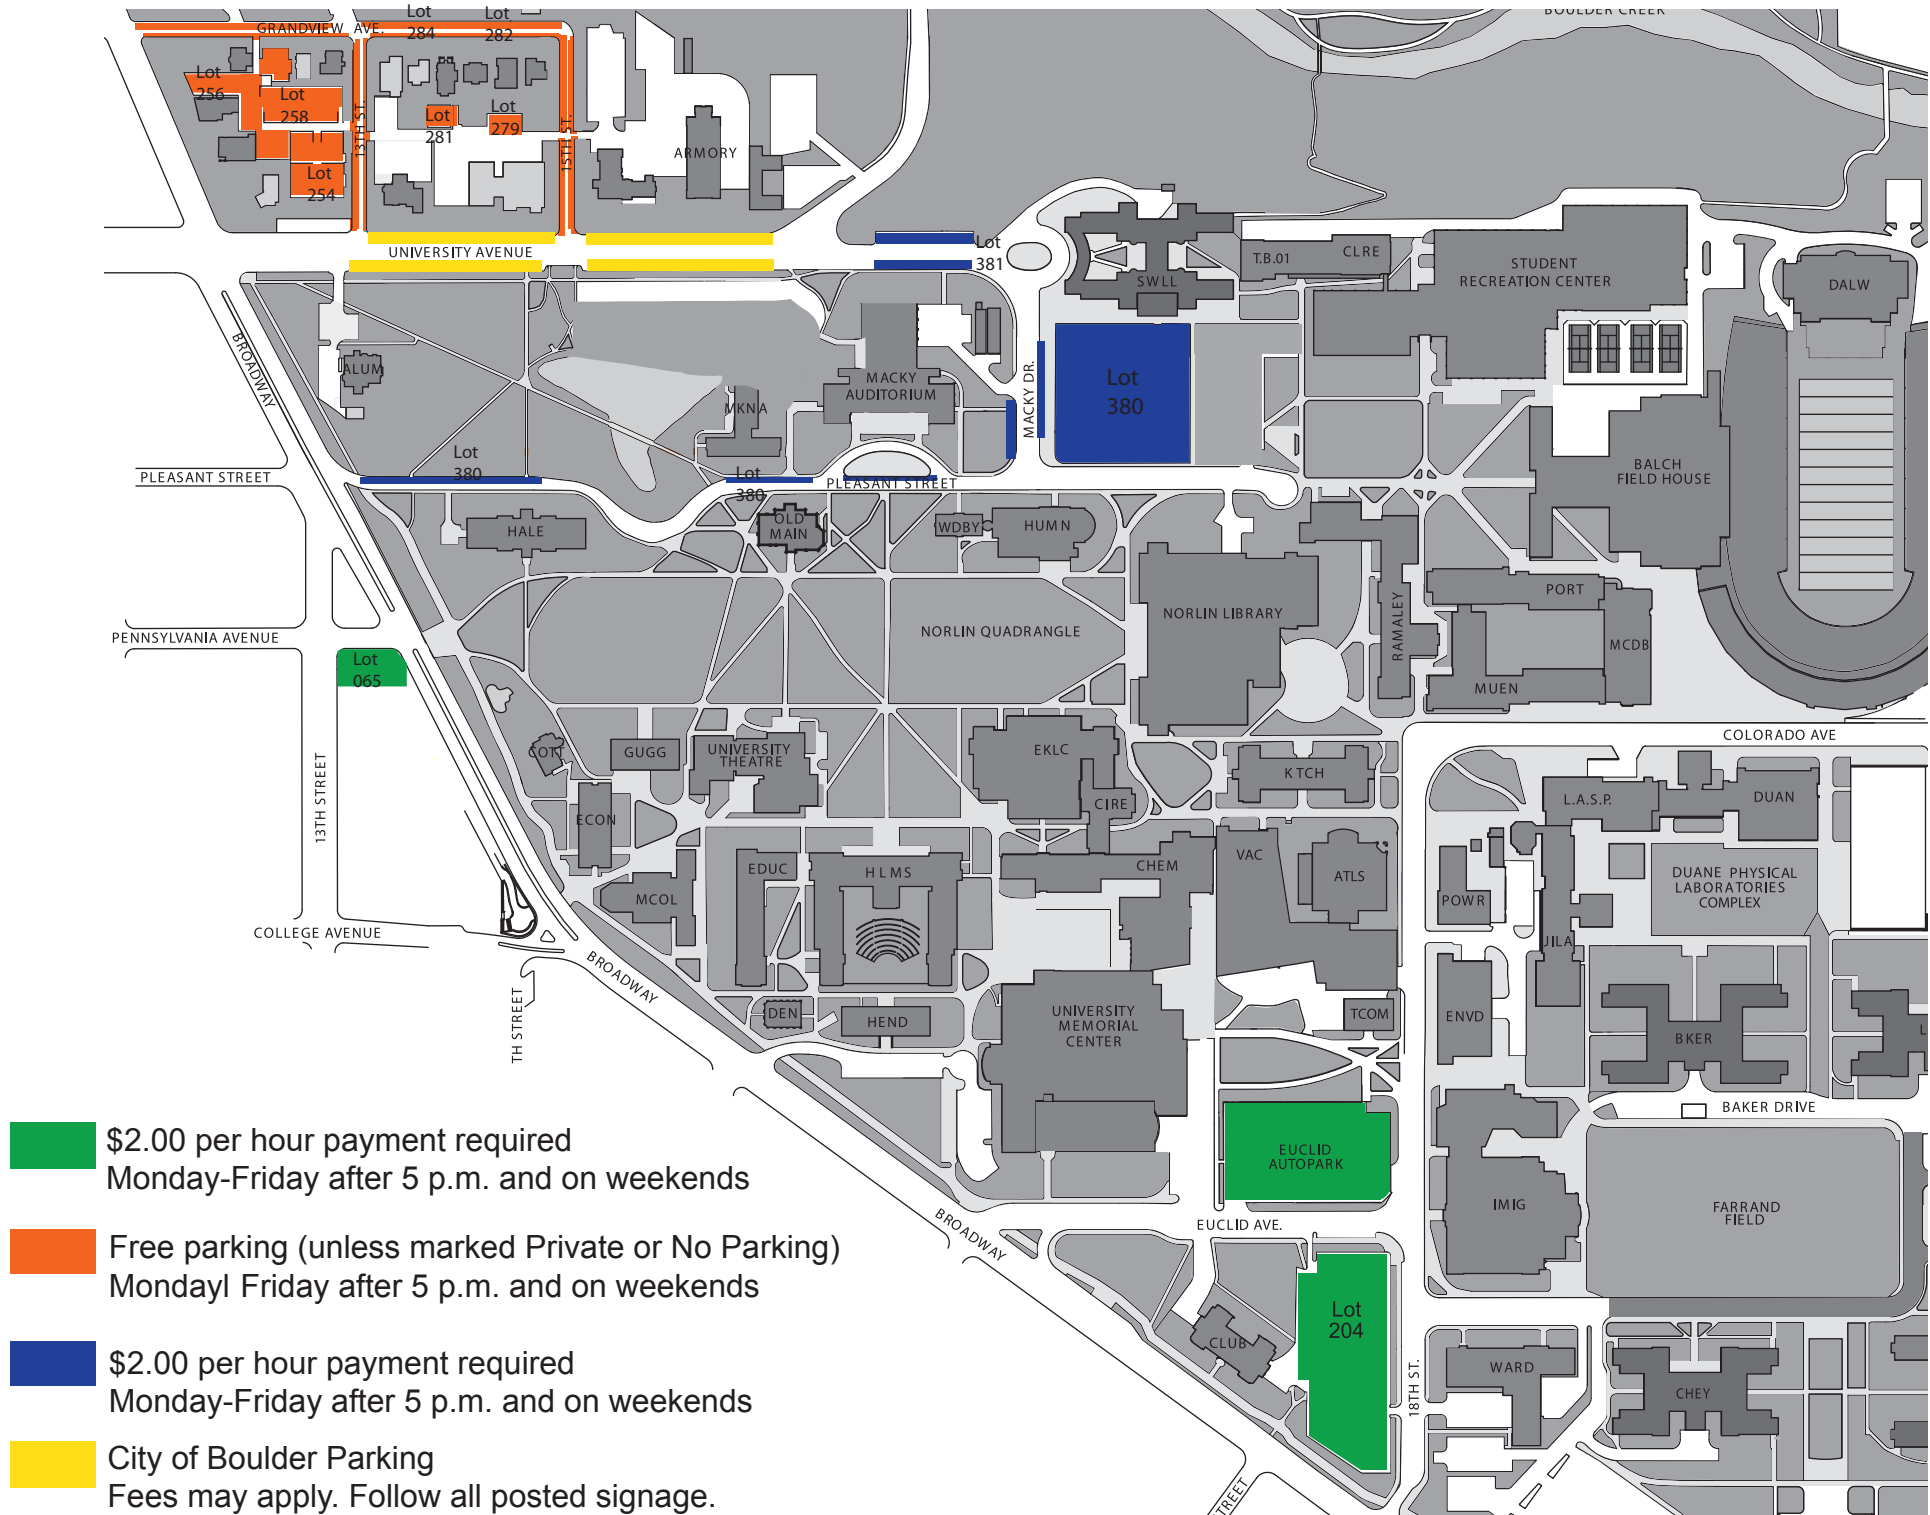 BOULDER CREEK
GRANDVIEW AVE.
Lot
284
Lot
282
Lot
256
Lot
258
Lot
281
Lot
279
Lot
254
13TH ST.
15TH ST.
ARMORY
UNIVERSITY AVENUE
Lot
381
SWLL
T.B.01
CLRE
STUDENT
RECREATION CENTER
DALW
BROADWAY
ALUM
MKNA
MACKY
AUDITORIUM
MACKY DR.
Lot
380
Lot
380
Lot
380
PLEASANT STREET
PLEASANT STREET
BALCH
FIELD HOUSE
HALE
OLD
MAIN
WDBY
HUMN
NORLIN LIBRARY
RAMALEY
PORT
MCDB
MUEN
PENNSYLVANIA AVENUE
NORLIN QUADRANGLE
Lot
065
COLORADO AVE
13TH STREET
COTT
GUGG
UNIVERSITY
THEATRE
EKLC
CIRE
KTCH
L.A.S.P.
DUAN
ECON
EDUC
HLMS
CHEM
VAC
ATLS
MCOL
POWR
JILA
DUANE PHYSICAL
LABORATORIES
COMPLEX
COLLEGE AVENUE
BROADWAY
TH STREET
DEN
HEND
UNIVERSITY
MEMORIAL
CENTER
TCOM
ENVD
BKER
L
BAKER DRIVE
EUCLID
AUTOPARK
IMIG
FARRAND
FIELD
BROADWAY
EUCLID AVE.
Lot
204
CLUB
18TH ST.
WARD
CHEY
STREET
$2.00 per hour payment required
Monday-Friday after 5 p.m. and on weekends
Free parking (unless marked Private or No Parking)
Mondayl Friday after 5 p.m. and on weekends
$2.00 per hour payment required
Monday-Friday after 5 p.m. and on weekends
City of Boulder Parking
Fees may apply. Follow all posted signage.